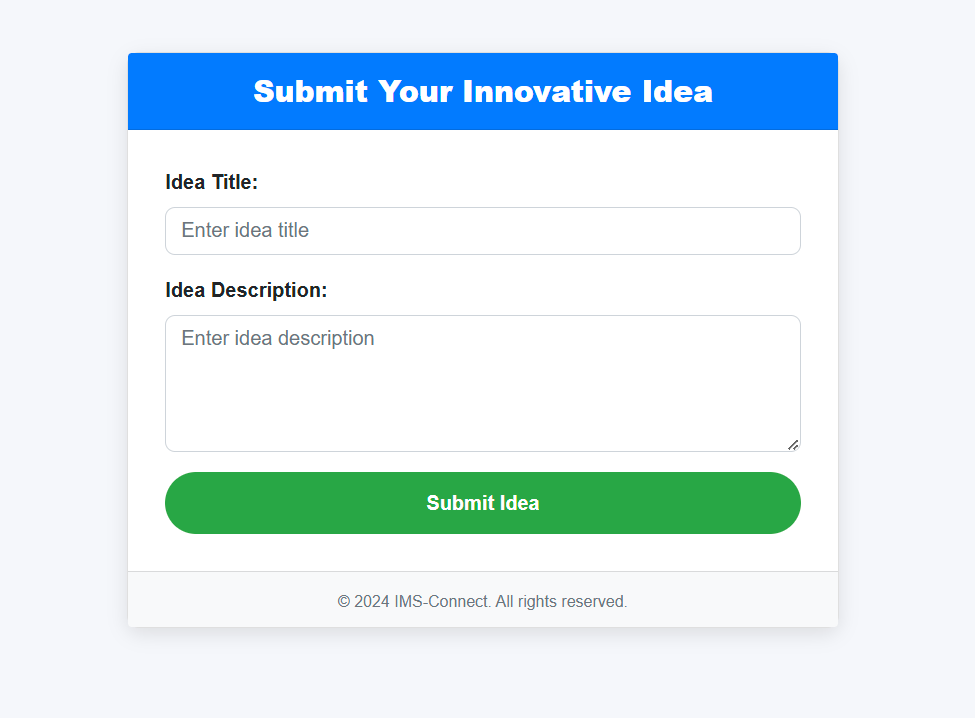 Submit Your Innovative Idea
Idea Title:
Enter idea title
Idea Description:
Enter idea description
Submit Idea
© 2024 IMS-Connect. All rights reserved.